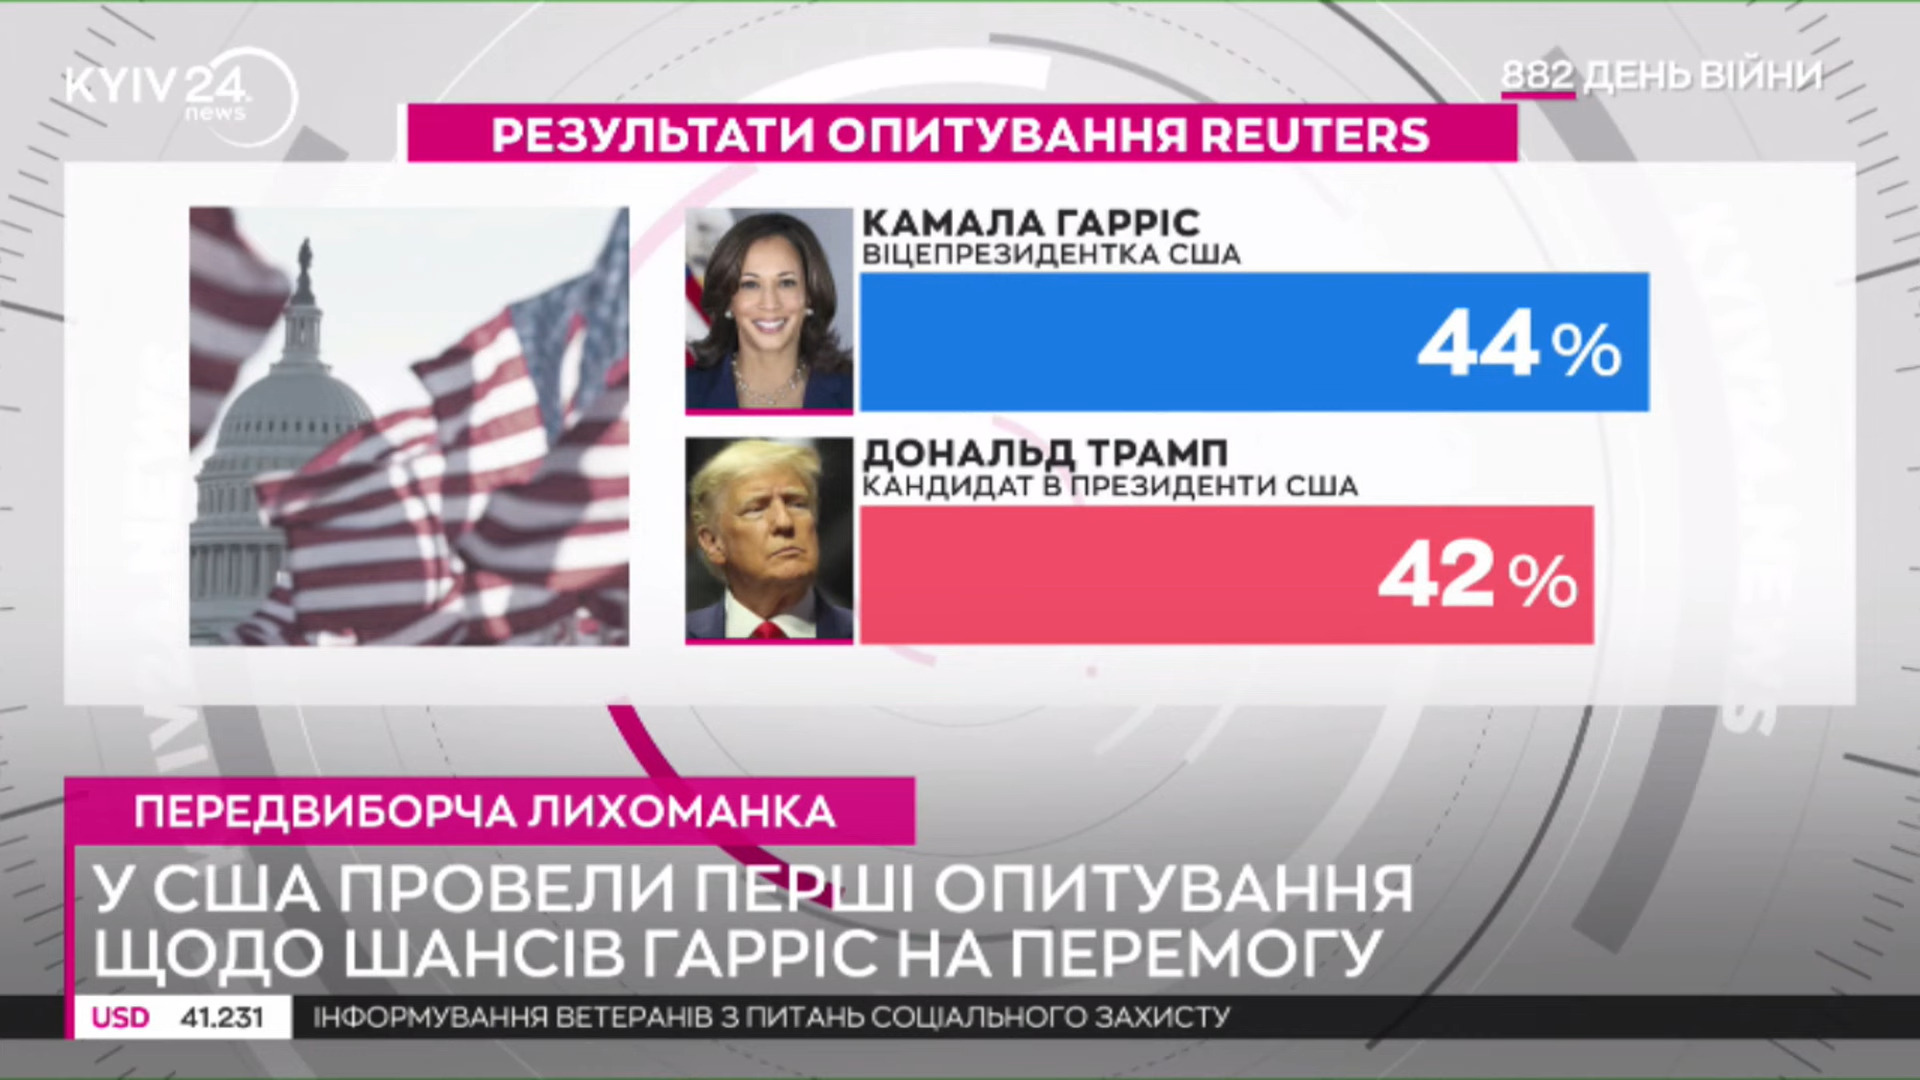 KYIV 24.
news
882 ДЕНЬ ВІЙНИ
РЕЗУЛЬТАТИ ОПИТУВАННЯ REUTERS
КАМАЛА ГАРРІС
ВІЦЕПРЕЗИДЕНТКА США
44 %
ДОНАЛЬД ТРАМП
КАНДИДАТ В ПРЕЗИДЕНТИ США
42 %
ПЕРЕДВИБОРЧА ЛИХОМАНКА
У США ПРОВЕЛИ ПЕРШІ ОПИТУВАННЯ
ЩОДО ШАНСІВ ГАРРІС НА ПЕРЕМОГУ
USD 41.231 ІНФОРМУВАННЯ ВЕТЕРАНІВ З ПИТАНЬ СОЦІАЛЬНОГО ЗАХИСТУ